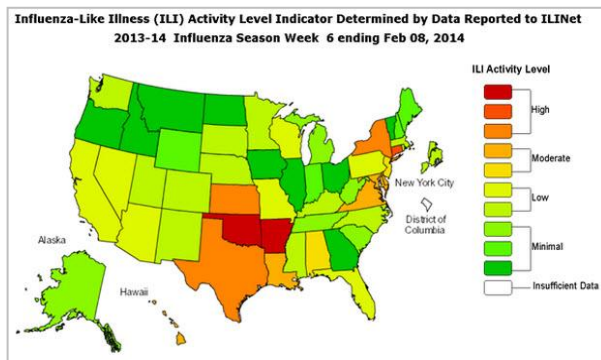 Influenza-Like Illness (ILI) Activity Level Indicator Determined by Data Reported to ILINet
2013-14 Influenza Season Week 6 ending Feb 08, 2014
ILI Activity Level
High
Moderate
Low
New York City
District of
Columbia
Minimal
Alaska
Hawaii
Insufficient Data